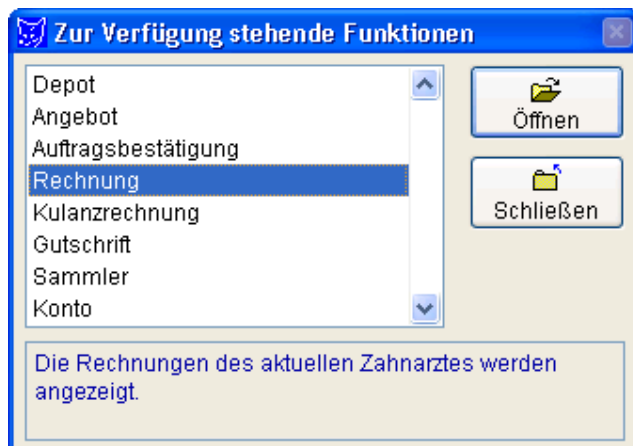 Zur Verfügung stehende Funktionen
Depot
Angebot
Auftragsbestätigung
Rechnung
Kulanzrechnung
Gutschrift
Sammler
Konto
Öffnen
Schließen
Die Rechnungen des aktuellen Zahnarztes werden
angezeigt.